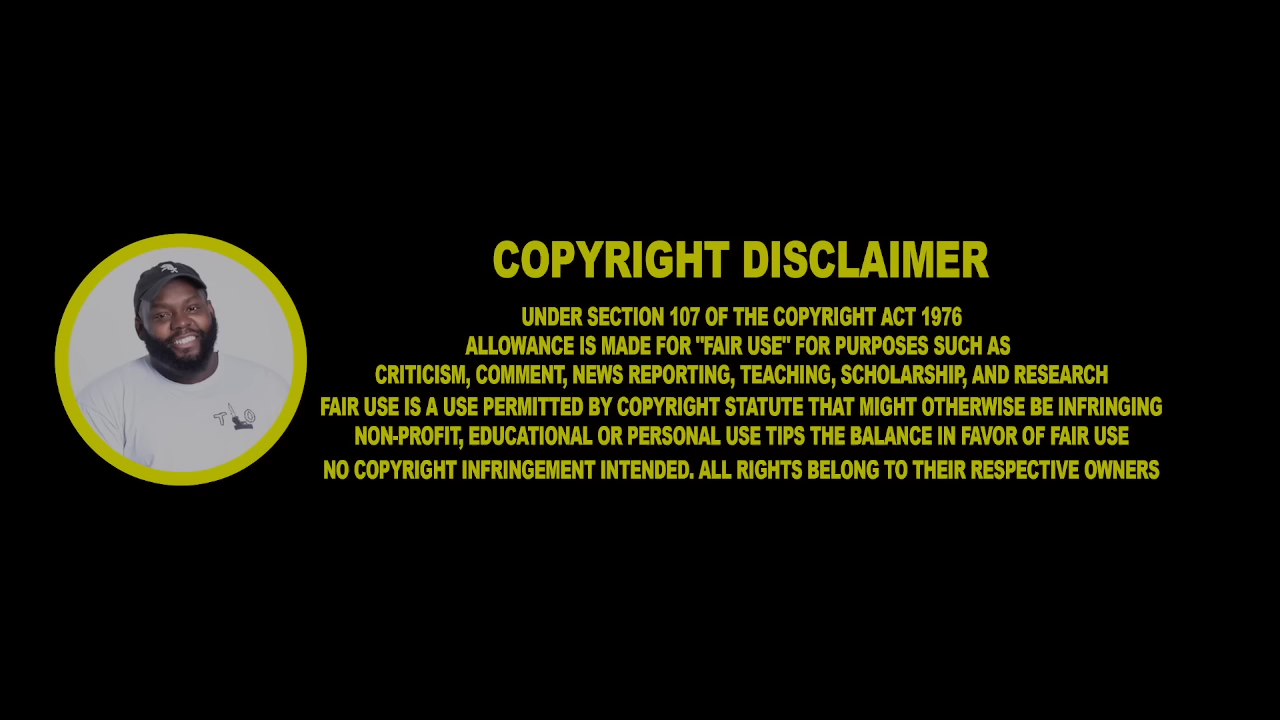 COPYRIGHT DISCLAIMER
UNDER SECTION 107 OF THE COPYRIGHT ACT 1976
ALLOWANCE IS MADE FOR "FAIR USE" FOR PURPOSES SUCH AS
CRITICISM, COMMENT, NEWS REPORTING, TEACHING, SCHOLARSHIP, AND RESEARCH
FAIR USE IS A USE PERMITTED BY COPYRIGHT STATUTE THAT MIGHT OTHERWISE BE INFRINGING
NON-PROFIT, EDUCATIONAL OR PERSONAL USE TIPS THE BALANCE IN FAVOR OF FAIR USE
NO COPYRIGHT INFRINGEMENT INTENDED. ALL RIGHTS BELONG TO THEIR RESPECTIVE OWNERS